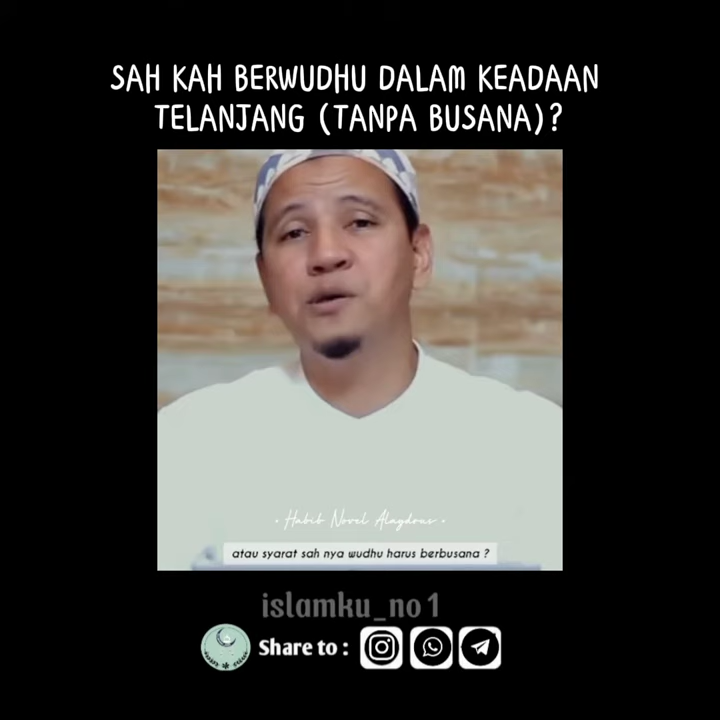 SAH KAH BERWUDHU DALAM KEADAAN
TELANJANG (TANPA BUSANA)?
• Habib Novel Alaydrus •
atau syarat sah nya wudhu harus berbusana ?
islamku_no1
Share to :